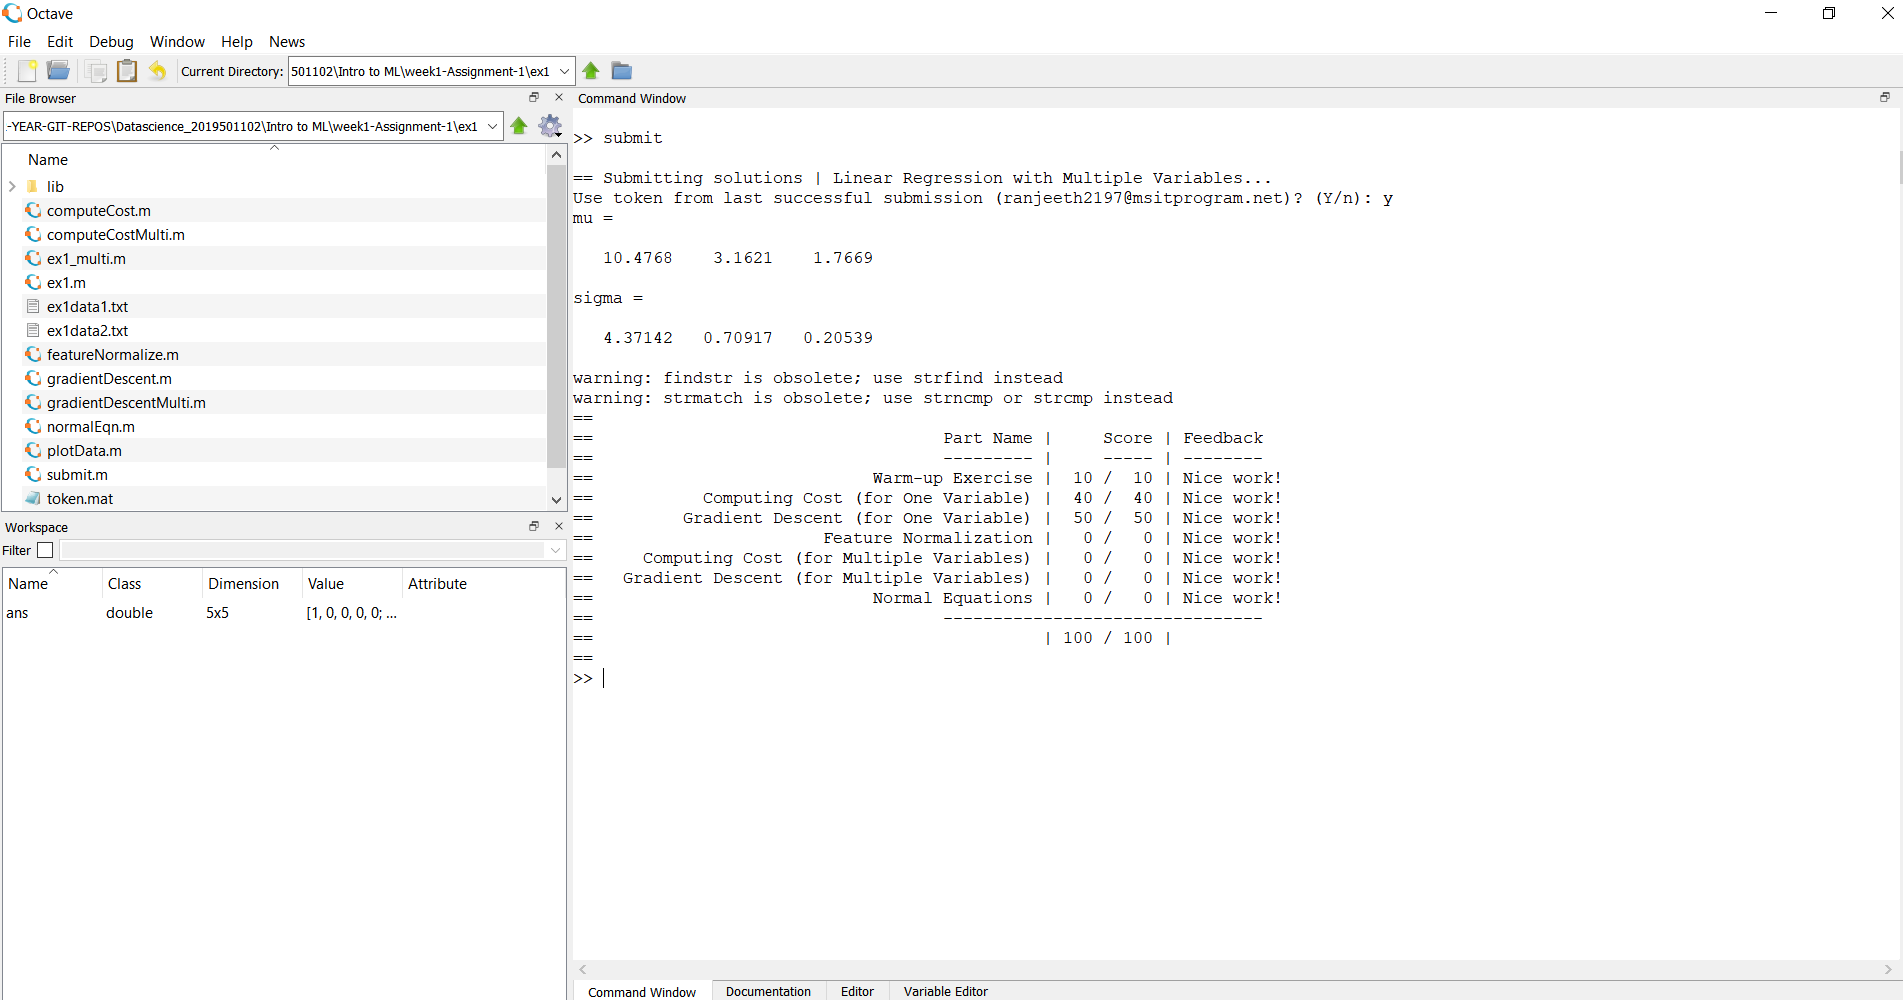 Octave
File Edit Debug Window Help News
Current Directory: 501102\Intro to ML\week1-Assignment-1\ex1
File Browser
-YEAR-GIT-REPOS\Datascience_2019501102\Intro to ML\week1-Assignment-1\ex1
Name
lib
computeCost.m
computeCostMulti.m
ex1_multi.m
ex1.m
ex1data1.txt
ex1data2.txt
featureNormalize.m
gradientDescent.m
gradientDescentMulti.m
normalEqn.m
plotData.m
submit.m
token.mat
Workspace
Filter
Name Class Dimension Value Attribute
ans double 5x5 [1, 0, 0, 0, 0; ...
Command Window
>> submit
== Submitting solutions | Linear Regression with Multiple Variables...
Use token from last successful submission (ranjeeth2197@msitprogram.net)? (Y/n): y
mu =
10.4768 3.1621 1.7669
sigma =
4.37142 0.70917 0.20539
warning: findstr is obsolete; use strfind instead
warning: strmatch is obsolete; use strncmp or strcmp instead
==
== Part Name | Score | Feedback
== --------- | ----- | --------
== Warm-up Exercise | 10 / 10 | Nice work!
== Computing Cost (for One Variable) | 40 / 40 | Nice work!
== Gradient Descent (for One Variable) | 50 / 50 | Nice work!
== Feature Normalization | 0 / 0 | Nice work!
== Computing Cost (for Multiple Variables) | 0 / 0 | Nice work!
== Gradient Descent (for Multiple Variables) | 0 / 0 | Nice work!
== Normal Equations | 0 / 0 | Nice work!
== --------------------------------
== | 100 / 100 |
==
>>
Command Window Documentation Editor Variable Editor